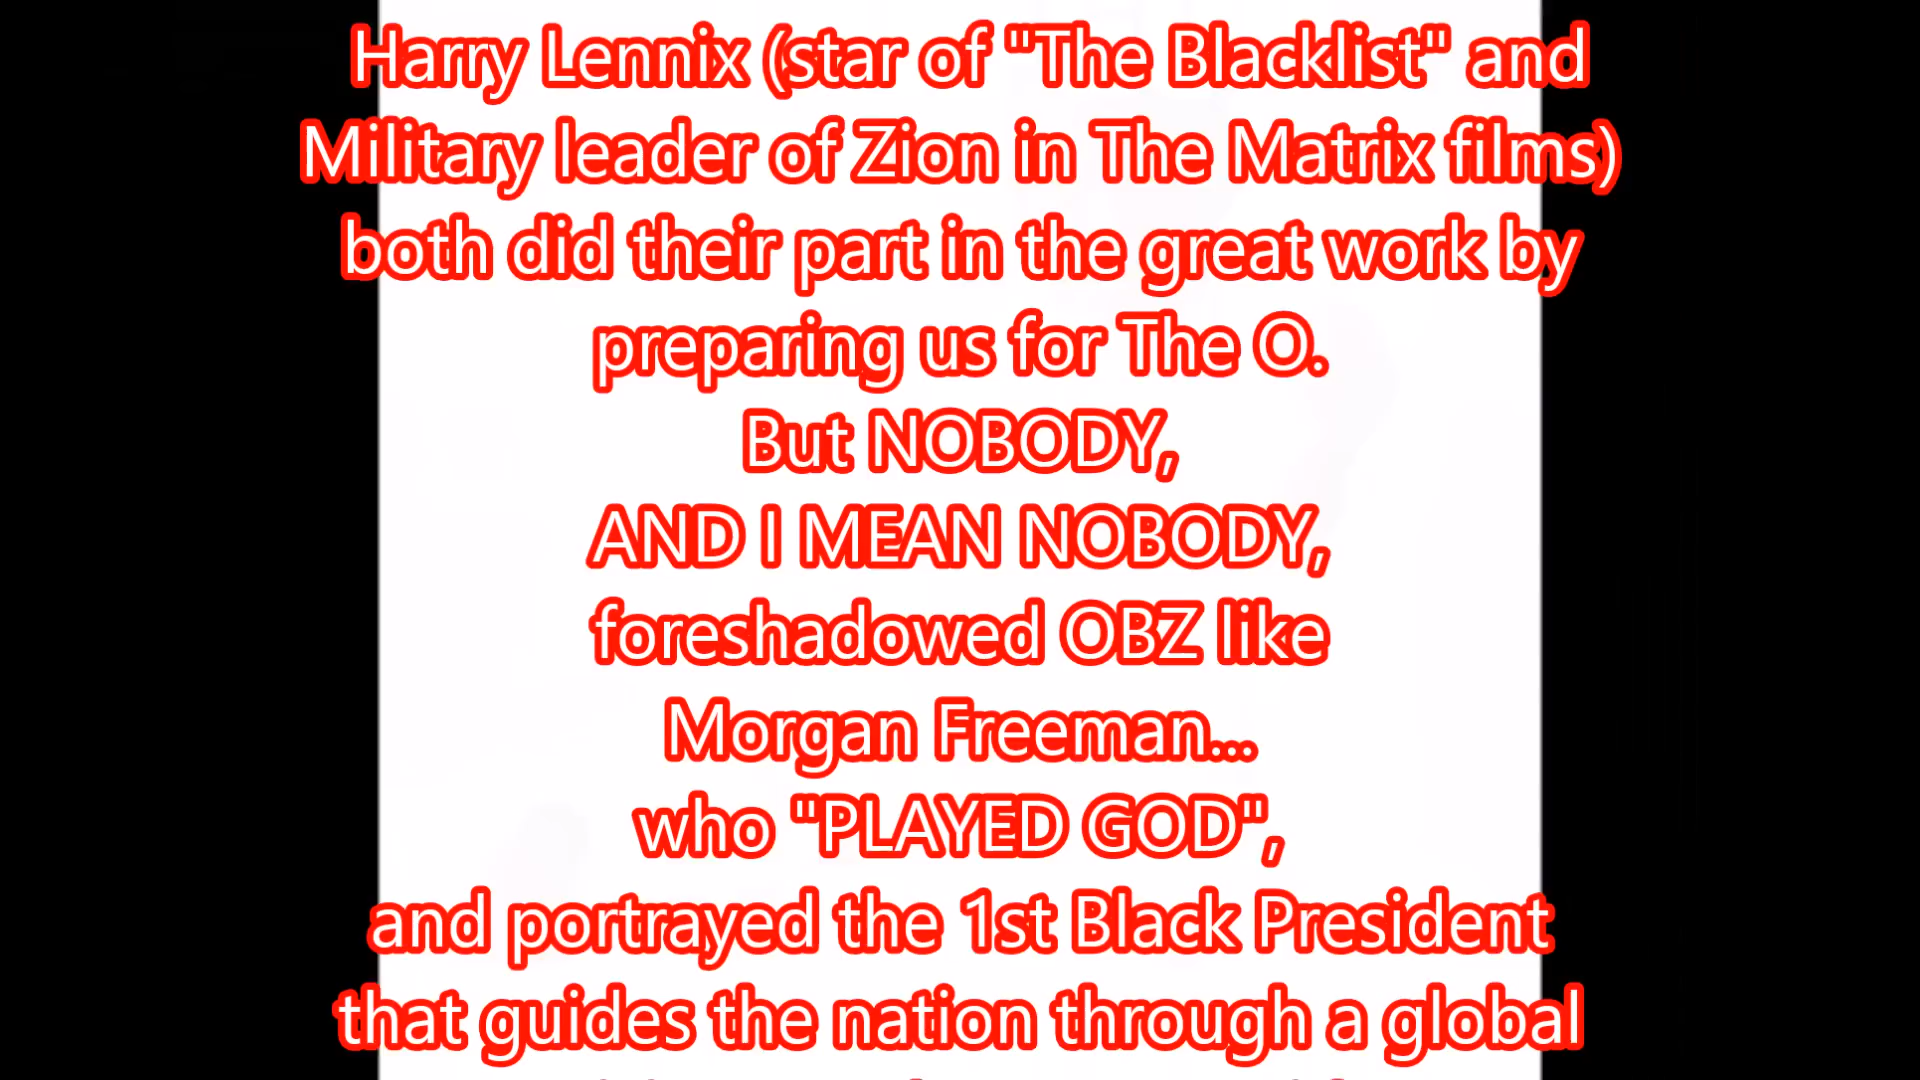 Harry Lennix (star of "The Blacklist" and
Military leader of Zion in The Matrix films)
both did their part in the great work by
preparing us for The O.
But NOBODY,
AND I MEAN NOBODY,
foreshadowed OBZ like
Morgan Freeman...
who "PLAYED GOD",
and portrayed the 1st Black President
that guides the nation through a global